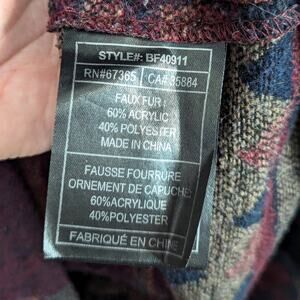 STYLE#: BF40911
RN#67365 CA# 35884
FAUX FUR :
60% ACRYLIC
40% POLYESTER
MADE IN CHINA
FAUSSE FOURRURE
ORNEMENT DE CAPUCHE
60%ACRYLIQUE
40%POLYESTER
FABRIQUÉ EN CHINE